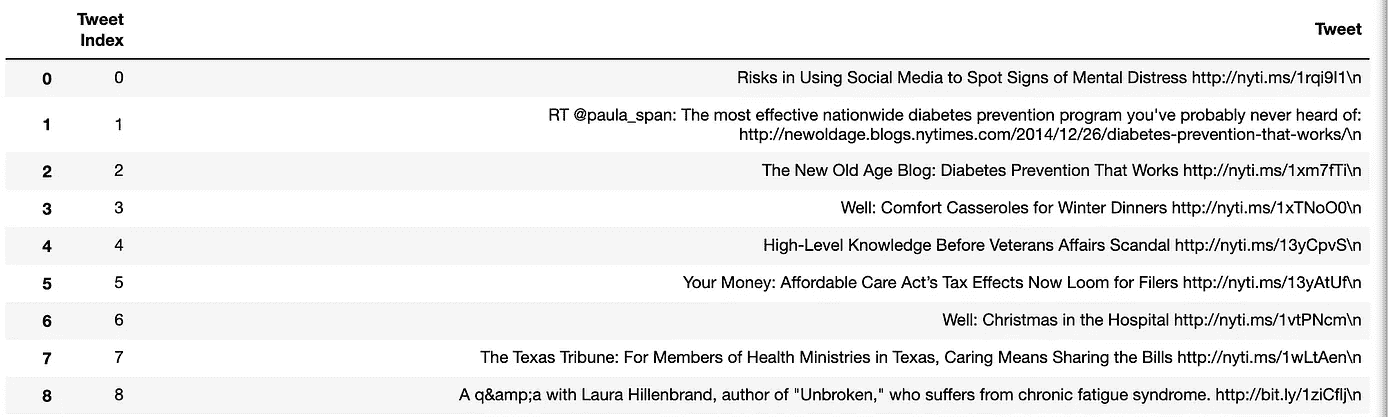 Tweet
Index
Tweet
0 0 Risks in Using Social Media to Spot Signs of Mental Distress http://nyti.ms/1rqi9I1\n
1 1 RT @paula_span: The most effective nationwide diabetes prevention program you've probably never heard of:
http://newoldage.blogs.nytimes.com/2014/12/26/diabetes-prevention-that-works/\n
2 2 The New Old Age Blog: Diabetes Prevention That Works http://nyti.ms/1xm7fTi\n
3 3 Well: Comfort Casseroles for Winter Dinners http://nyti.ms/1xTNoO0\n
4 4 High-Level Knowledge Before Veterans Affairs Scandal http://nyti.ms/13yCpvS\n
5 5 Your Money: Affordable Care Act’s Tax Effects Now Loom for Filers http://nyti.ms/13yAtUf\n
6 6 Well: Christmas in the Hospital http://nyti.ms/1vtPNcm\n
7 7 The Texas Tribune: For Members of Health Ministries in Texas, Caring Means Sharing the Bills http://nyti.ms/1wLtAen\n
8 8 A q&amp;a with Laura Hillenbrand, author of "Unbroken," who suffers from chronic fatigue syndrome. http://bit.ly/1ziCflj\n